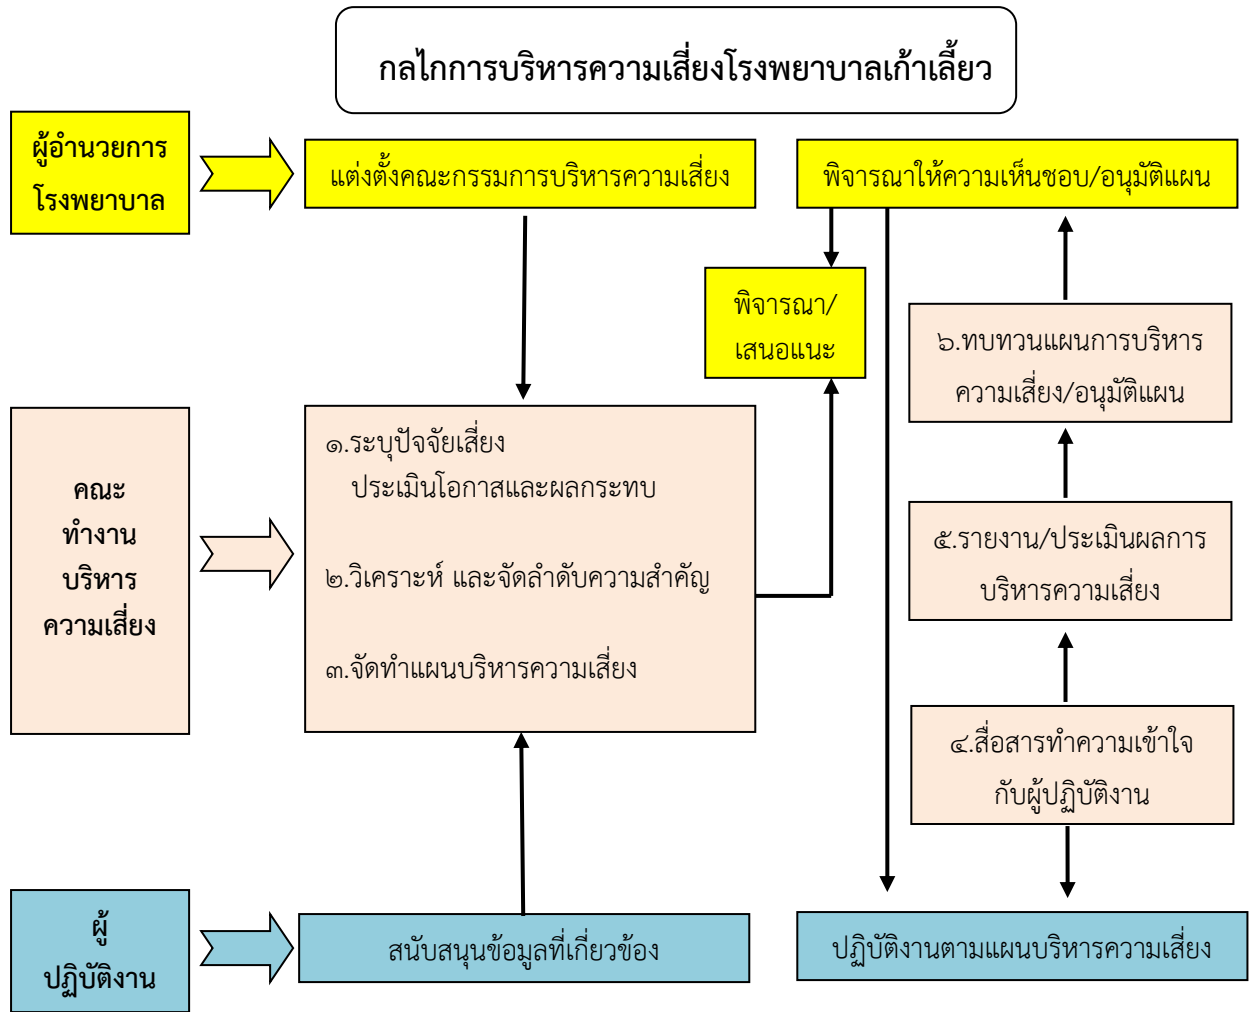 กลไกการบริหารความเสี่ยงโรงพยาบาลเก้าเลี้ยว
ผู้อำนวยการ
โรงพยาบาล
แต่งตั้งคณะกรรมการบริหารความเสี่ยง
พิจารณาให้ความเห็นชอบ/อนุมัติแผน
พิจารณา/
เสนอแนะ
๖.ทบทวนแผนการบริหาร
ความเสี่ยง/อนุมัติแผน
คณะ
ทำงาน
บริหาร
ความเสี่ยง
๑.ระบุปัจจัยเสี่ยง
ประเมินโอกาสและผลกระทบ
๒.วิเคราะห์ และจัดลำดับความสำคัญ
๓.จัดทำแผนบริหารความเสี่ยง
๕.รายงาน/ประเมินผลการ
บริหารความเสี่ยง
๔.สื่อสารทำความเข้าใจ
กับผู้ปฏิบัติงาน
ผู้
ปฏิบัติงาน
สนับสนุนข้อมูลที่เกี่ยวข้อง
ปฏิบัติงานตามแผนบริหารความเสี่ยง